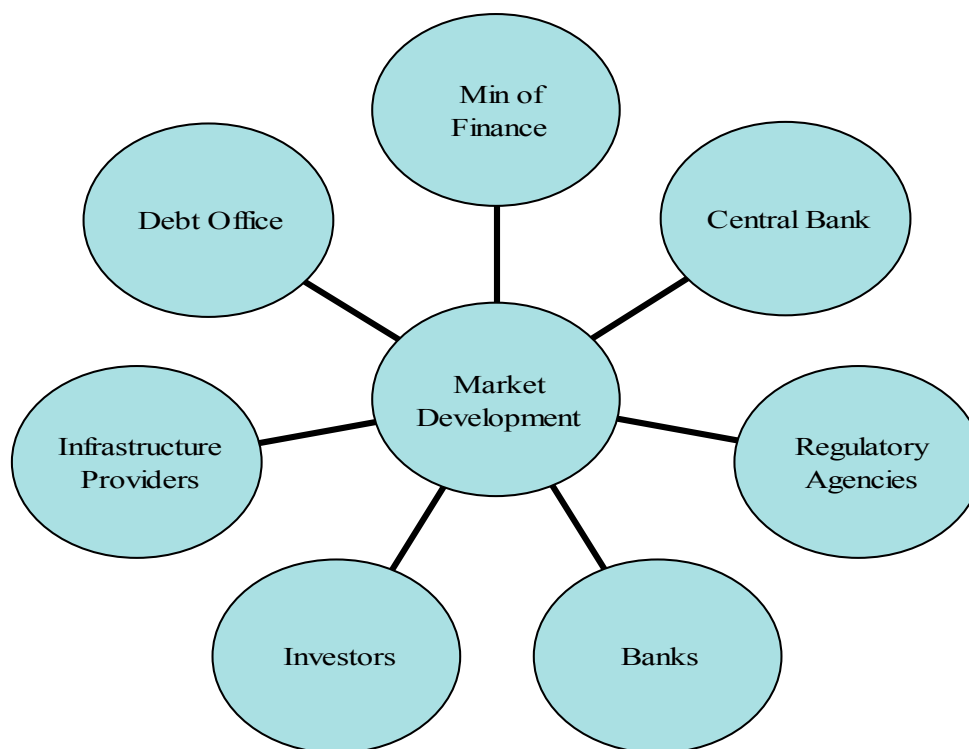 Min of
Finance
Debt Office
Central Bank
Market
Development
Infrastructure
Providers
Regulatory
Agencies
Investors
Banks